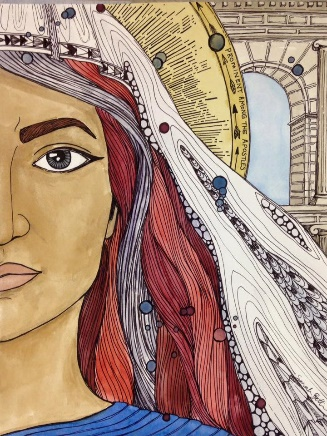 PROMINENT AMONG THE APOSTLES